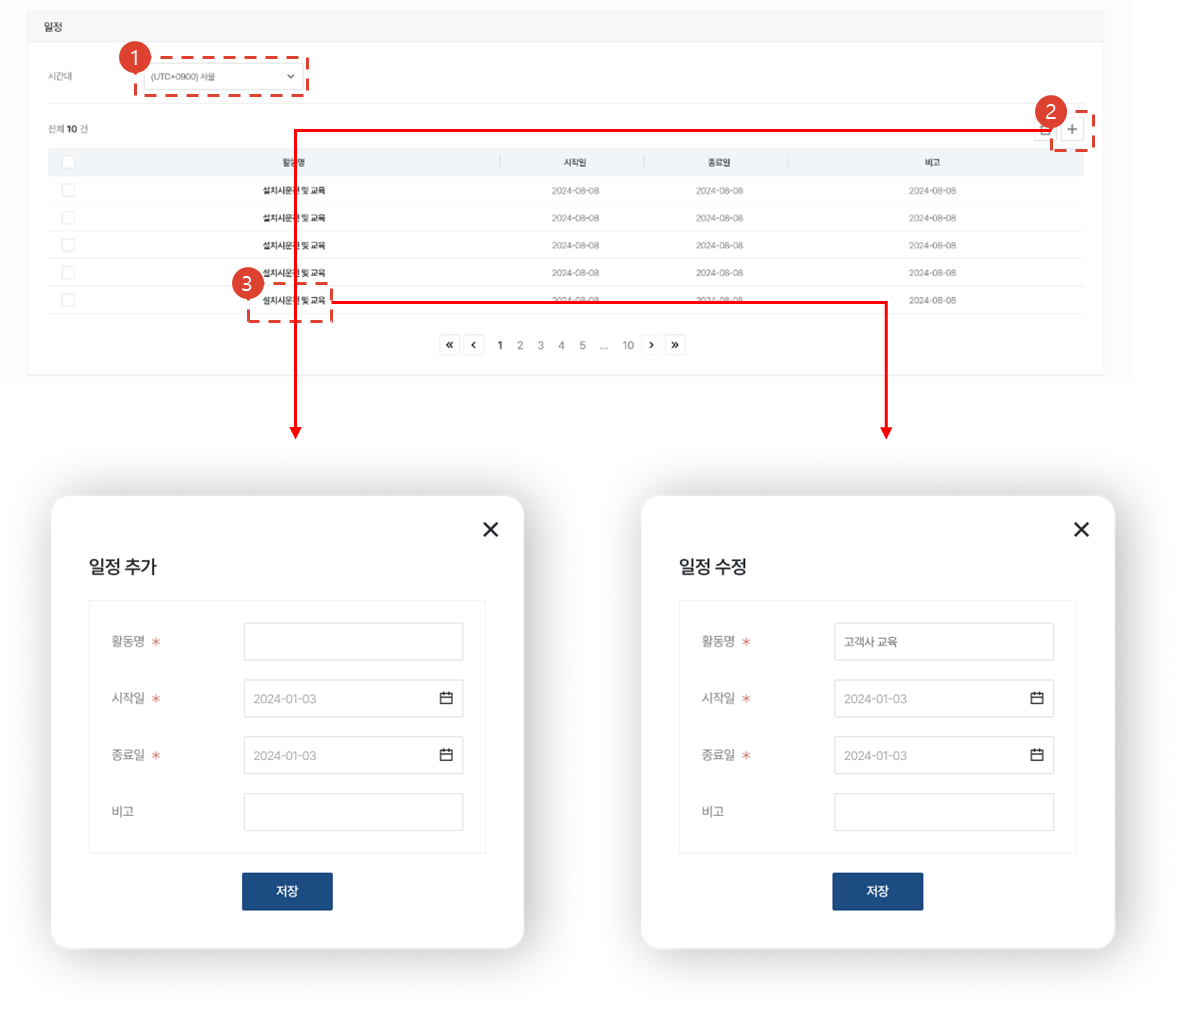 일정
1
시간대
(UTC+0900) 서울
2
전체 10 건
활동명 시작일 종료일 비고
설치시운전 및 교육 2024-08-08 2024-08-08 2024-08-08
설치시운전 및 교육 2024-08-08 2024-08-08 2024-08-08
설치시운전 및 교육 2024-08-08 2024-08-08 2024-08-08
설치시운전 및 교육 2024-08-08 2024-08-08 2024-08-08
3
설치시운전 및 교육 2024-08-08 2024-08-08 2024-08-08
« ‹ 1 2 3 4 5 ... 10 › »
일정 추가
활동명 *
시작일 * 2024-01-03
종료일 * 2024-01-03
비고
저장
일정 수정
활동명 * 고객사 교육
시작일 * 2024-01-03
종료일 * 2024-01-03
비고
저장